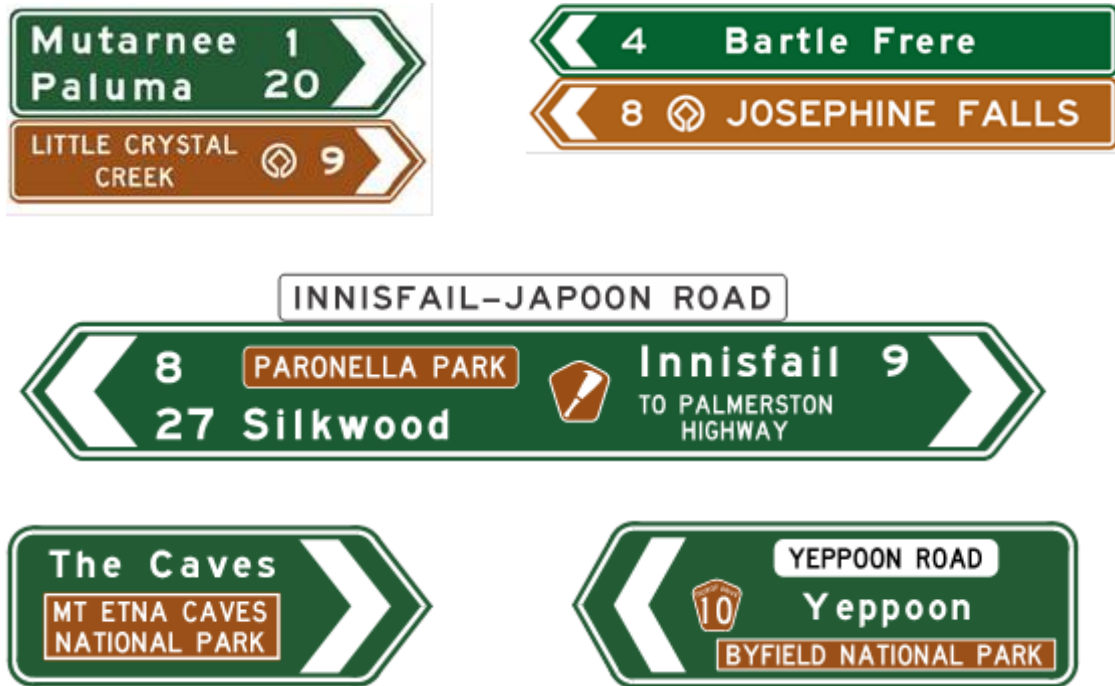 Mutarnee 1
Paluma 20
LITTLE CRYSTAL
CREEK 9
4 Bartle Frere
8 JOSEPHINE FALLS
INNISFAIL-JAPOON ROAD
8 PARONELLA PARK
27 Silkwood
Innisfail 9
TO PALMERSTON
HIGHWAY
The Caves
MT ETNA CAVES
NATIONAL PARK
YEPPOON ROAD
10 Yeppoon
BYFIELD NATIONAL PARK